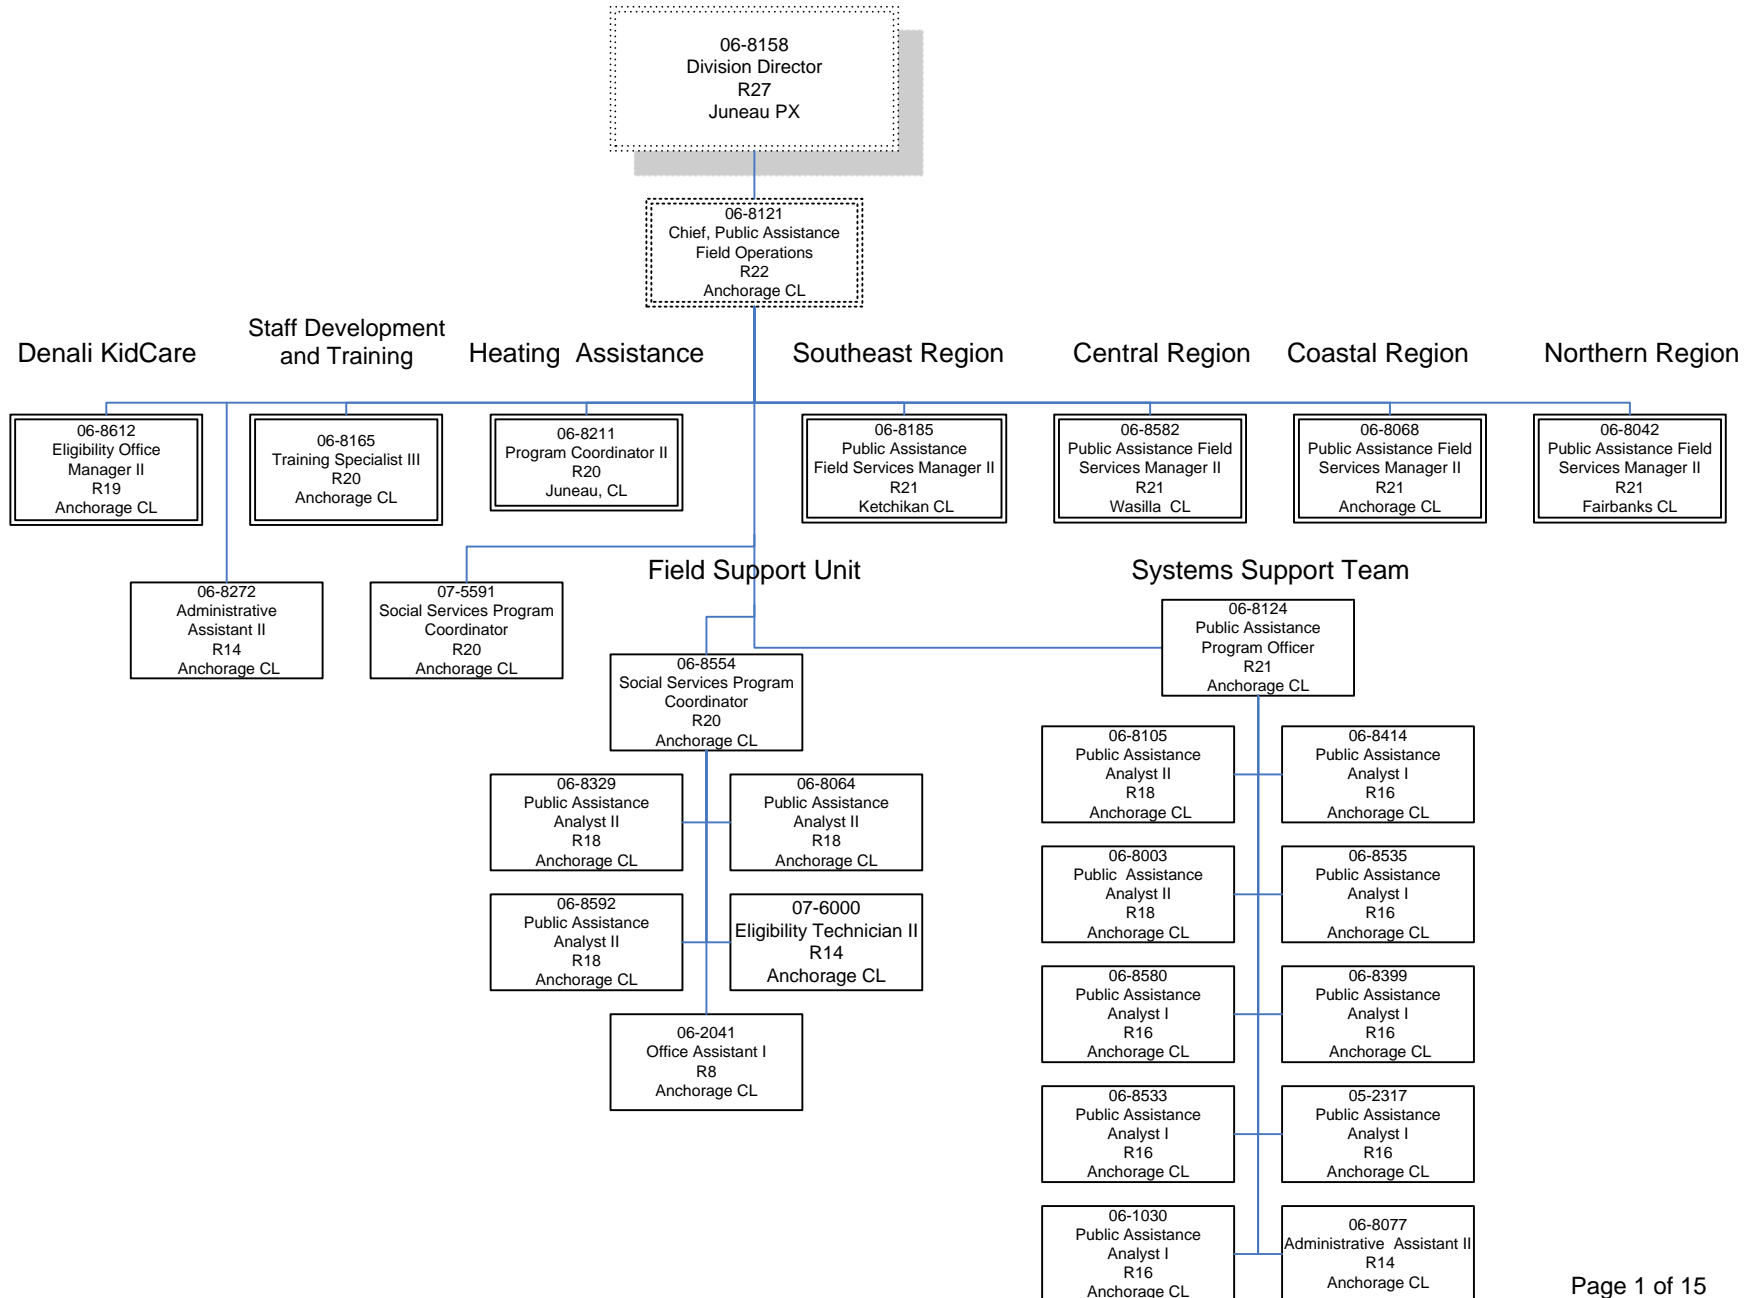 06-8158
Division Director
R27
Juneau PX
06-8121
Chief, Public Assistance
Field Operations
R22
Anchorage CL
Denali KidCare
Staff Development
and Training
Heating  Assistance
Southeast Region
Central Region
Coastal Region
Northern Region
06-8612
Eligibility Office
Manager II
R19
Anchorage CL
06-8165
Training Specialist III
R20
Anchorage CL
06-8211
Program Coordinator II
R20
Juneau, CL
06-8185
Public Assistance
Field Services Manager II
R21
Ketchikan CL
06-8582
Public Assistance Field
Services Manager II
R21
Wasilla  CL
06-8068
Public Assistance Field
Services Manager II
R21
Anchorage CL
06-8042
Public Assistance Field
Services Manager II
R21
Fairbanks CL
06-8272
Administrative
Assistant II
R14
Anchorage CL
07-5591
Social Services Program
Coordinator
R20
Anchorage CL
Field Support Unit
06-8554
Social Services Program
Coordinator
R20
Anchorage CL
06-8329
Public Assistance
Analyst II
R18
Anchorage CL
06-8064
Public Assistance
Analyst II
R18
Anchorage CL
06-8592
Public Assistance
Analyst II
R18
Anchorage CL
07-6000
Eligibility Technician II
R14
Anchorage CL
06-2041
Office Assistant I
R8
Anchorage CL
Systems Support Team
06-8124
Public Assistance
Program Officer
R21
Anchorage CL
06-8105
Public Assistance
Analyst II
R18
Anchorage CL
06-8414
Public Assistance
Analyst I
R16
Anchorage CL
06-8003
Public  Assistance
Analyst II
R18
Anchorage CL
06-8535
Public Assistance
Analyst I
R16
Anchorage CL
06-8580
Public Assistance
Analyst I
R16
Anchorage CL
06-8399
Public Assistance
Analyst I
R16
Anchorage CL
06-8533
Public Assistance
Analyst I
R16
Anchorage CL
05-2317
Public Assistance
Analyst I
R16
Anchorage CL
06-1030
Public Assistance
Analyst I
R16
Anchorage CL
06-8077
Administrative  Assistant II
R14
Anchorage CL
Page 1 of 15